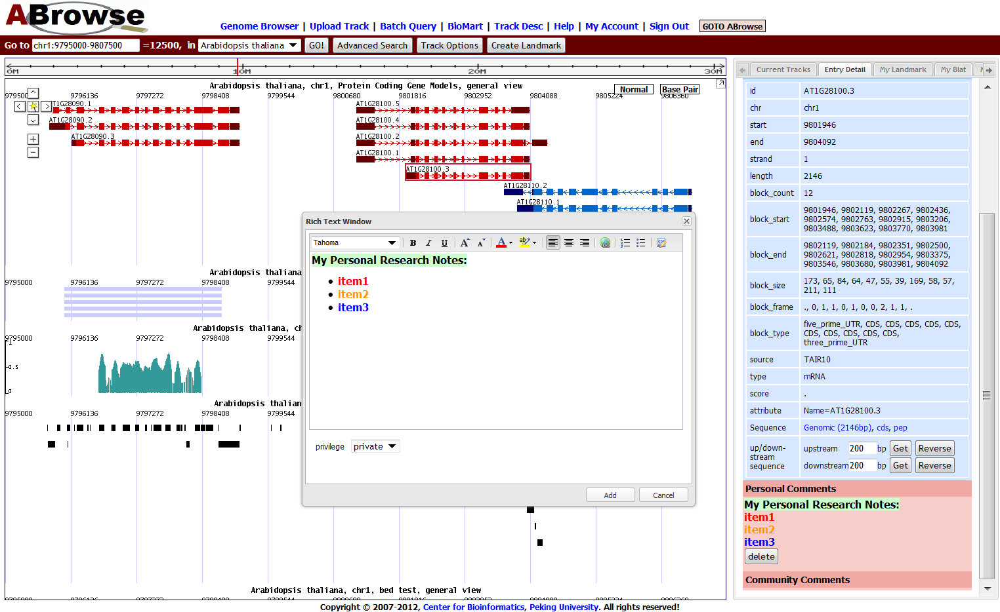 ABrowse
Genome Browser | Upload Track | Batch Query | BioMart | Track Desc | Help | My Account | Sign Out GOTO ABrowse
Go to chr1:9795000-9807500 =12500, in Arabidopsis thaliana GO! Advanced Search Track Options Create Landmark
0M 10M 20M 30M
Arabidopsis thaliana, chr1, Protein Coding Gene Models, general view
Normal Base Pair
9796136 9797272 9798408 9799544 9800680 9801816 9802952 9804088 9805224 9806360
AT1G28090.2
AT1G28090.3
AT1G28100.5
AT1G28100.4
AT1G28100.2
AT1G28100.1
AT1G28100.3
AT1G28110.2
AT1G28110.1
Arabidopsis thaliana
9795000 9796136 9797272 9798408 9799544
Arabidopsis thaliana, ch
9795000 9796136 9797272 9798408 9799544
0.5
0
Arabidopsis thalian
9795000 9796136 9797272 9798408 9799544
Arabidopsis thaliana, chr1, bed test, general view
Rich Text Window
Tahoma B I U A A A ab
My Personal Research Notes:
item1
item2
item3
privilege private
Add Cancel
Current Tracks Entry Detail My Landmark My Blat
id AT1G28100.3
chr chr1
start 9801946
end 9804092
strand 1
length 2146
block_count 12
block_start 9801946, 9802119, 9802267, 9802436,
9802574, 9802763, 9802915, 9803206,
9803488, 9803623, 9803770, 9803981
block_end 9802119, 9802184, 9802351, 9802500,
9802621, 9802818, 9802954, 9803375,
9803546, 9803680, 9803981, 9804092
block_size 173, 65, 84, 64, 47, 55, 39, 169, 58, 57,
211, 111
block_frame ., 0, 1, 1, 0, 1, 0, 0, 2, 1, 1, .
block_type five_prime_UTR, CDS, CDS, CDS, CDS, CDS,
CDS, CDS, CDS, CDS, CDS,
three_prime_UTR
source TAIR10
type mRNA
score .
attribute Name=AT1G28100.3
Sequence Genomic (2146bp), cds, pep
up/down-
stream
sequence
upstream 200 bp Get Reverse
downstream 200 bp Get Reverse
Personal Comments
My Personal Research Notes:
item1
item2
item3
delete
Community Comments
Copyright © 2007-2012, Center for Bioinformatics, Peking University. All rights reserved!